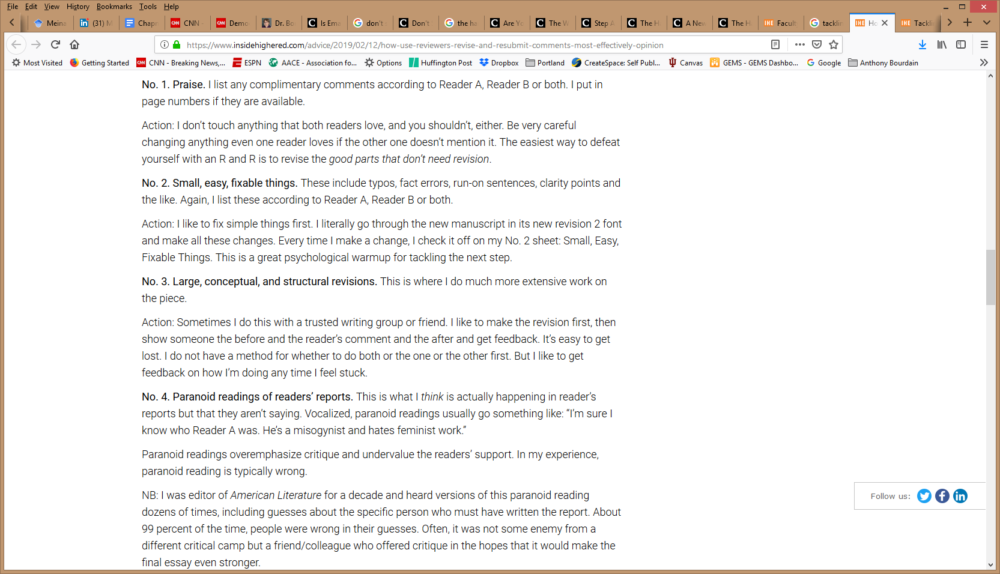 File Edit View History Bookmarks Tools Help
Meina (31) M Chapn CNN - Demo Dr. Bo Is Ema don't Don't the ha Are Yo The W Step A The H A New The H Facult tacklin Ho Tacklin
https://www.insidehighered.com/advice/2019/02/12/how-use-reviewers-revise-and-resubmit-comments-most-effectively-opinion
Most Visited Getting Started CNN - Breaking News,... ESPN AACE - Association fo... Options Huffington Post Dropbox Portland CreateSpace: Self Publ... Canvas GEMS - GEMS Dashbo... Google Anthony Bourdain
No. 1. Praise. I list any complimentary comments according to Reader A, Reader B or both. I put in
page numbers if they are available.
Action: I don’t touch anything that both readers love, and you shouldn’t, either. Be very careful
changing anything even one reader loves if the other one doesn’t mention it. The easiest way to defeat
yourself with an R and R is to revise the good parts that don’t need revision.
No. 2. Small, easy, fixable things. These include typos, fact errors, run-on sentences, clarity points and
the like. Again, I list these according to Reader A, Reader B or both.
Action: I like to fix simple things first. I literally go through the new manuscript in its new revision 2 font
and make all these changes. Every time I make a change, I check it off on my No. 2 sheet: Small, Easy,
Fixable Things. This is a great psychological warmup for tackling the next step.
No. 3. Large, conceptual, and structural revisions. This is where I do much more extensive work on
the piece.
Action: Sometimes I do this with a trusted writing group or friend. I like to make the revision first, then
show someone the before and the reader’s comment and the after and get feedback. It’s easy to get
lost. I do not have a method for whether to do both or the one or the other first. But I like to get
feedback on how I’m doing any time I feel stuck.
No. 4. Paranoid readings of readers’ reports. This is what I think is actually happening in reader’s
reports but that they aren’t saying. Vocalized, paranoid readings usually go something like: “I’m sure I
know who Reader A was. He’s a misogynist and hates feminist work.”
Paranoid readings overemphasize critique and undervalue the readers’ support. In my experience,
paranoid reading is typically wrong.
NB: I was editor of American Literature for a decade and heard versions of this paranoid reading
dozens of times, including guesses about the specific person who must have written the report. About
99 percent of the time, people were wrong in their guesses. Often, it was not some enemy from a
different critical camp but a friend/colleague who offered critique in the hopes that it would make the
final essay even stronger.
Follow us: